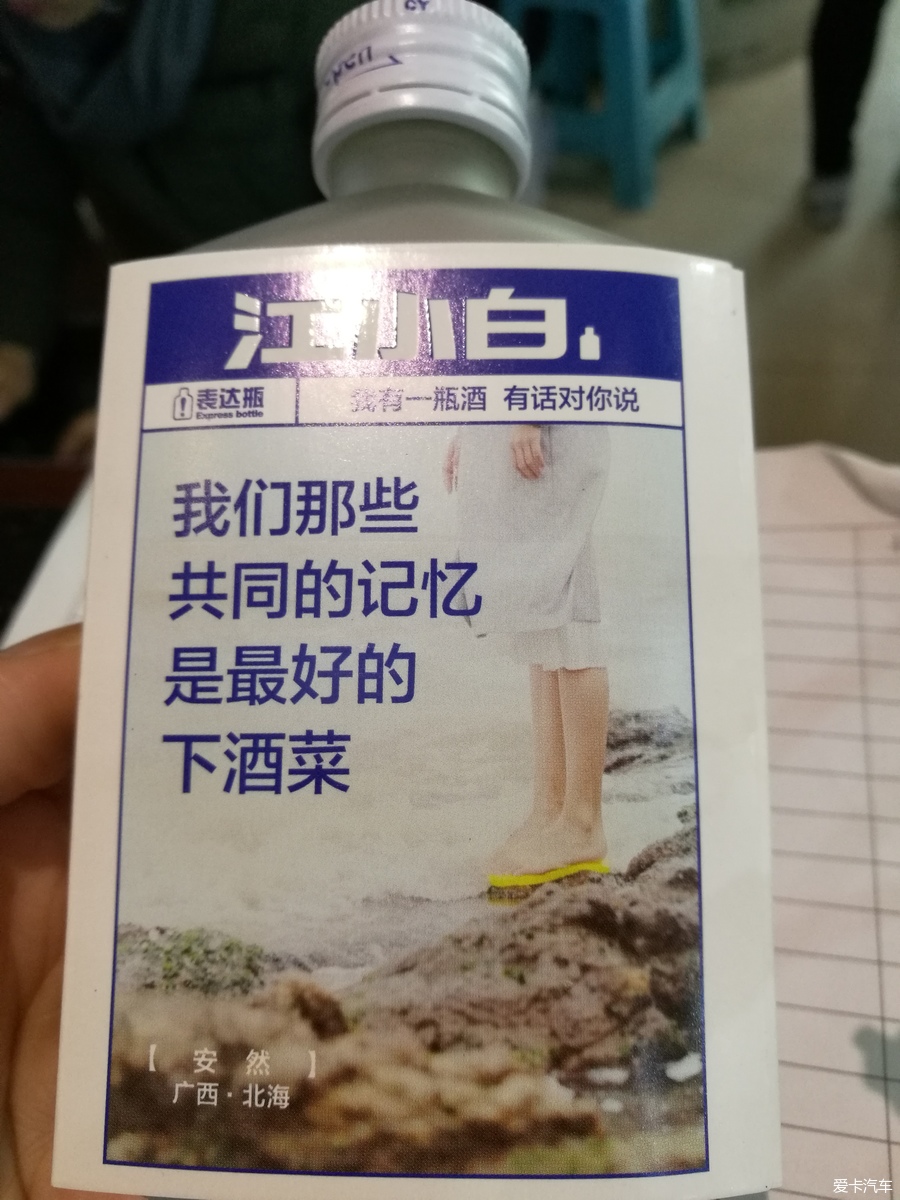 江小白
表达瓶
Express bottle
我有一瓶酒 有话对你说
我们那些
共同的记忆
是最好的
下酒菜
【安然】
广西·北海
爱卡汽车